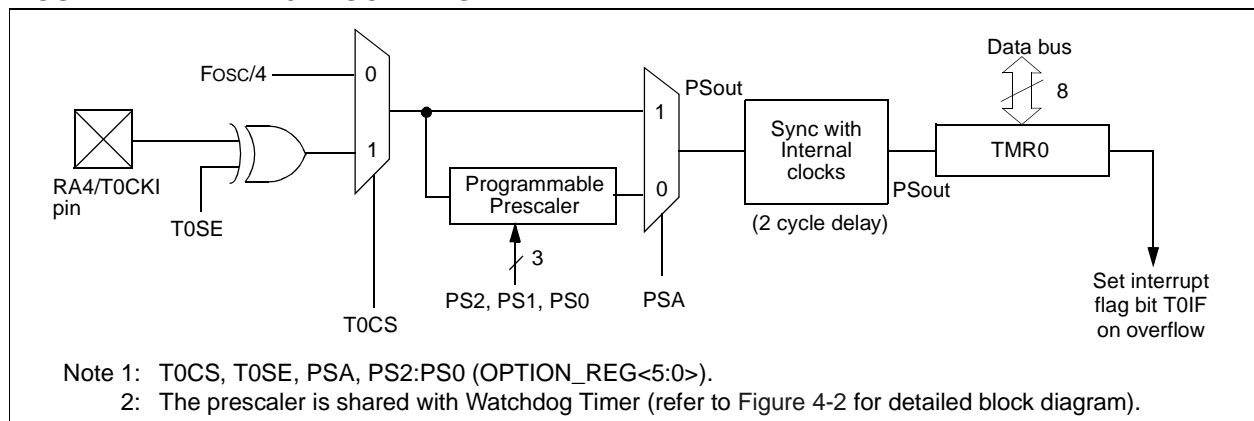 Data bus
8
FOSC/4
0
1
RA4/T0CKI
pin
T0SE
T0CS
Programmable
Prescaler
3
PS2, PS1, PS0
1
0
PSA
PSout
Sync with
Internal
clocks
(2 cycle delay)
PSout
TMR0
Set interrupt
flag bit T0IF
on overflow
Note 1: T0CS, T0SE, PSA, PS2:PS0 (OPTION_REG<5:0>).
2: The prescaler is shared with Watchdog Timer (refer to Figure 4-2 for detailed block diagram).